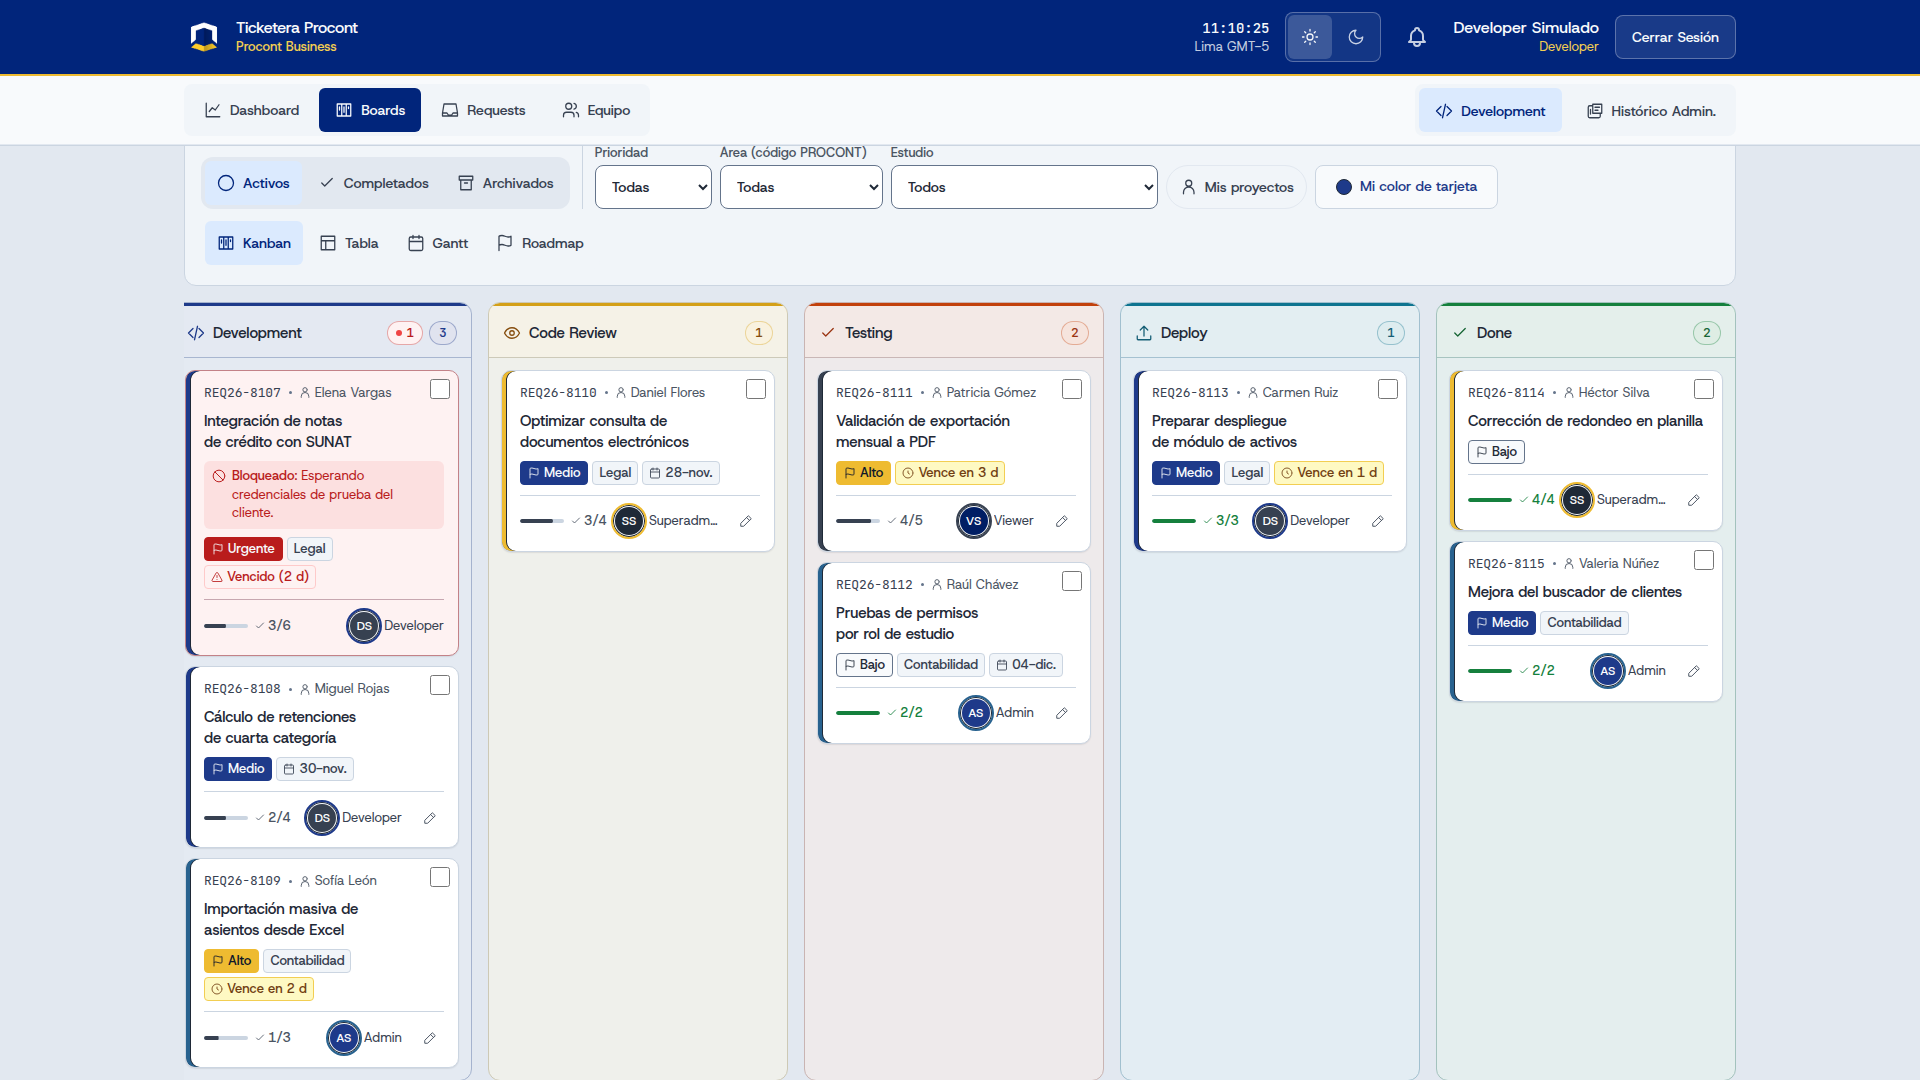 Ticketera Procont
Procont Business
11:10:25
Lima GMT-5
Developer Simulado
Developer
Cerrar Sesión
Dashboard
Boards
Requests
Equipo
Development
Histórico Admin.
Activos
Completados
Archivados
Prioridad
Todas
Área (código PROCONT)
Todas
Estudio
Todos
Mis proyectos
Mi color de tarjeta
Kanban
Tabla
Gantt
Roadmap
Development
1
3
REQ26-8107 • Elena Vargas
Integración de notas
de crédito con SUNAT
Bloqueado: Esperando
credenciales de prueba del
cliente.
Urgente
Legal
Vencido (2 d)
3/6
DS
Developer
REQ26-8108 • Miguel Rojas
Cálculo de retenciones
de cuarta categoría
Medio
30-nov.
2/4
DS
Developer
REQ26-8109 • Sofía León
Importación masiva de
asientos desde Excel
Alto
Contabilidad
Vence en 2 d
1/3
AS
Admin
Code Review
1
REQ26-8110 • Daniel Flores
Optimizar consulta de
documentos electrónicos
Medio
Legal
28-nov.
3/4
SS
Superadm...
Testing
2
REQ26-8111 • Patricia Gómez
Validación de exportación
mensual a PDF
Alto
Vence en 3 d
4/5
VS
Viewer
REQ26-8112 • Raúl Chávez
Pruebas de permisos
por rol de estudio
Bajo
Contabilidad
04-dic.
2/2
AS
Admin
Deploy
1
REQ26-8113 • Carmen Ruiz
Preparar despliegue
de módulo de activos
Medio
Legal
Vence en 1 d
3/3
DS
Developer
Done
2
REQ26-8114 • Héctor Silva
Corrección de redondeo en planilla
Bajo
4/4
SS
Superadm...
REQ26-8115 • Valeria Núñez
Mejora del buscador de clientes
Medio
Contabilidad
2/2
AS
Admin